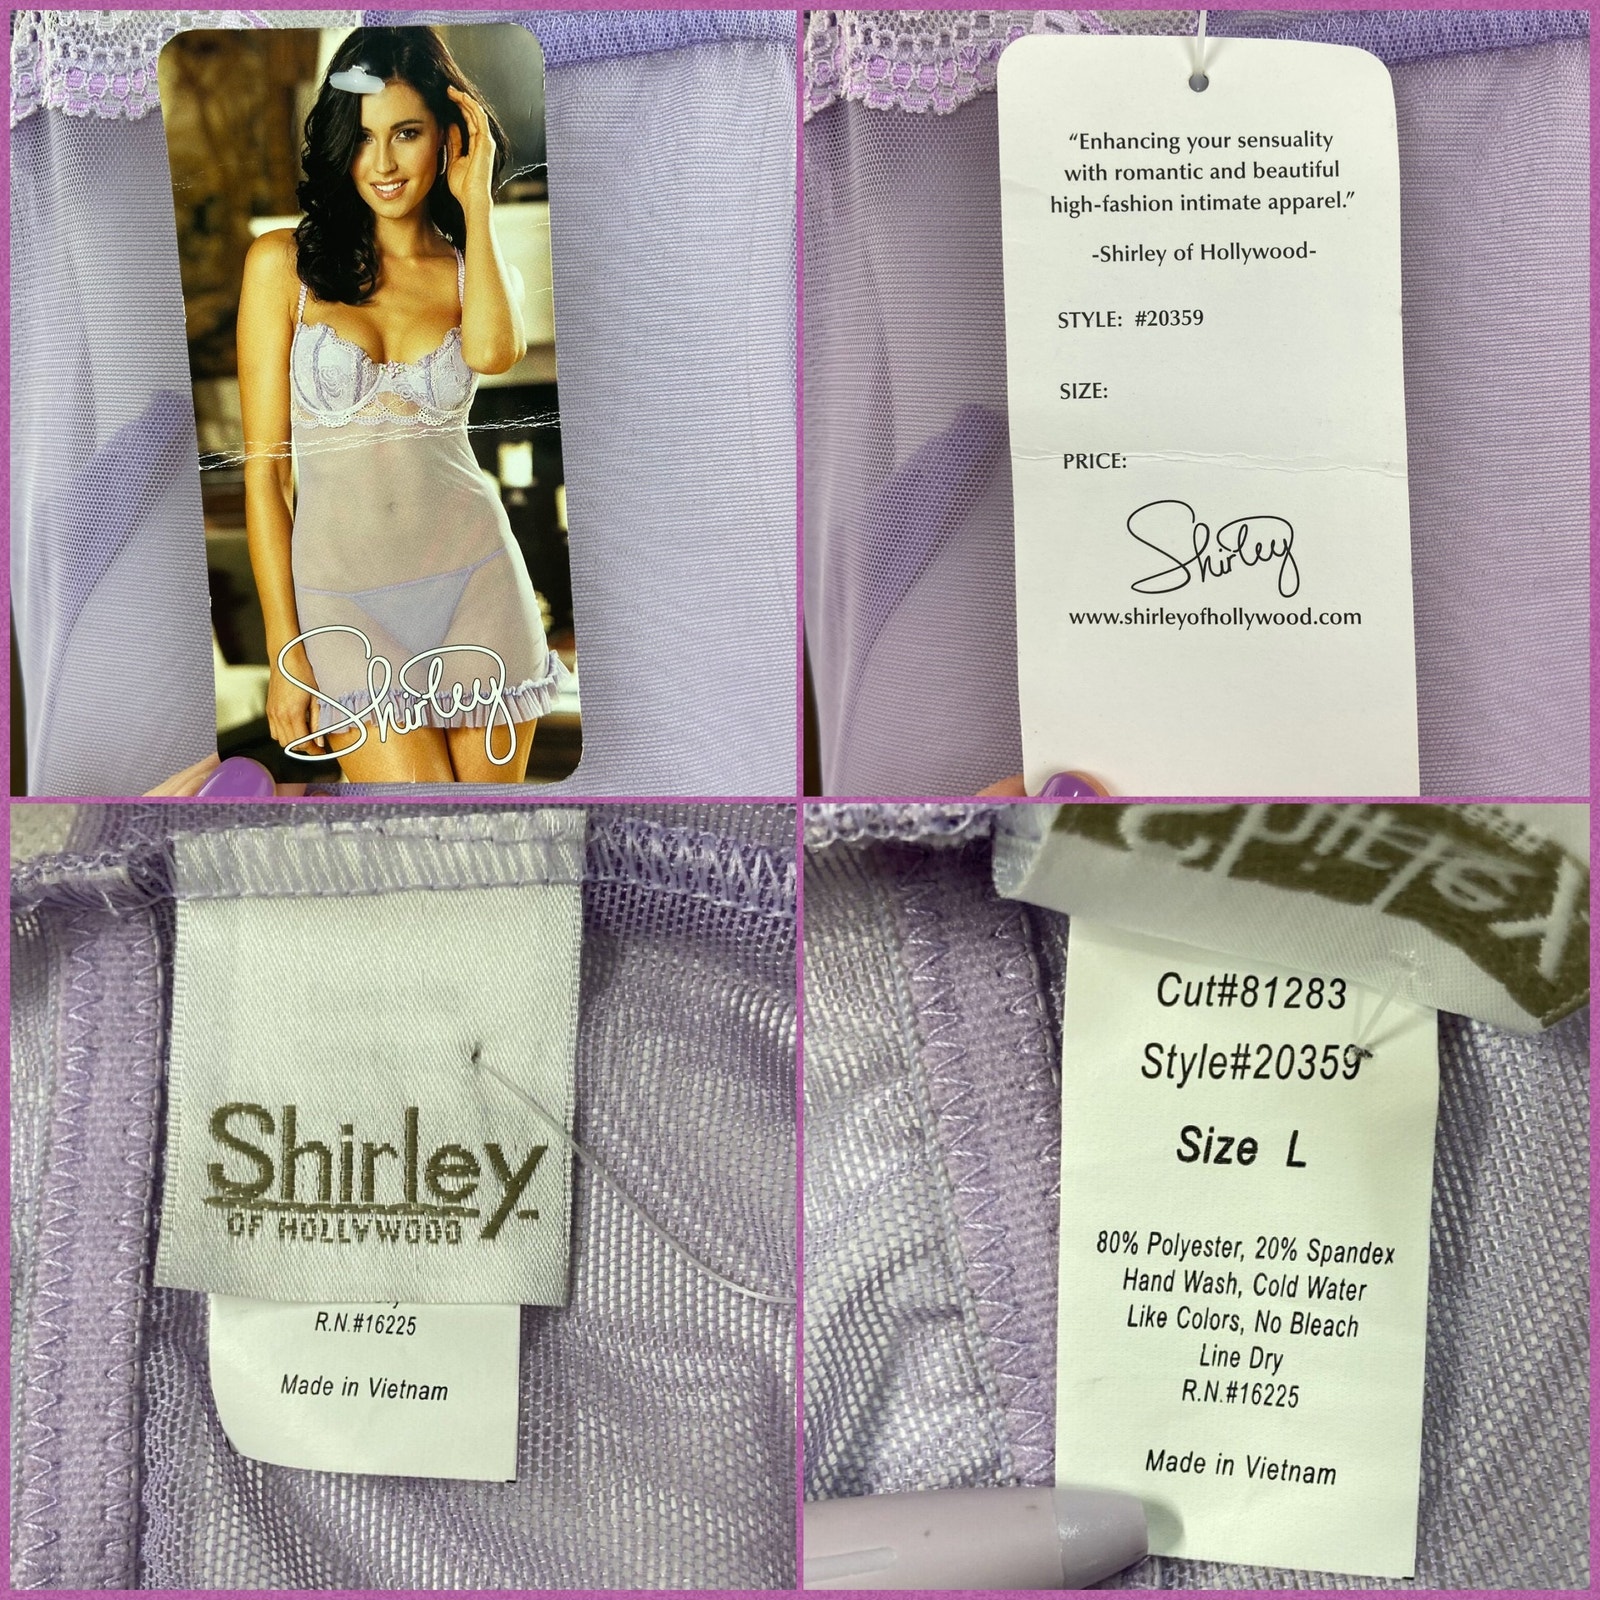 Shirley
“Enhancing your sensuality
with romantic and beautiful
high-fashion intimate apparel.”
-Shirley of Hollywood-
STYLE: #20359
SIZE:
PRICE:
Shirley
www.shirleyofhollywood.com
Shirley
OF HOLLYWOOD
R.N.#16225
Made in Vietnam
Cut#81283
Style#20359
Size L
80% Polyester, 20% Spandex
Hand Wash, Cold Water
Like Colors, No Bleach
Line Dry
R.N.#16225
Made in Vietnam